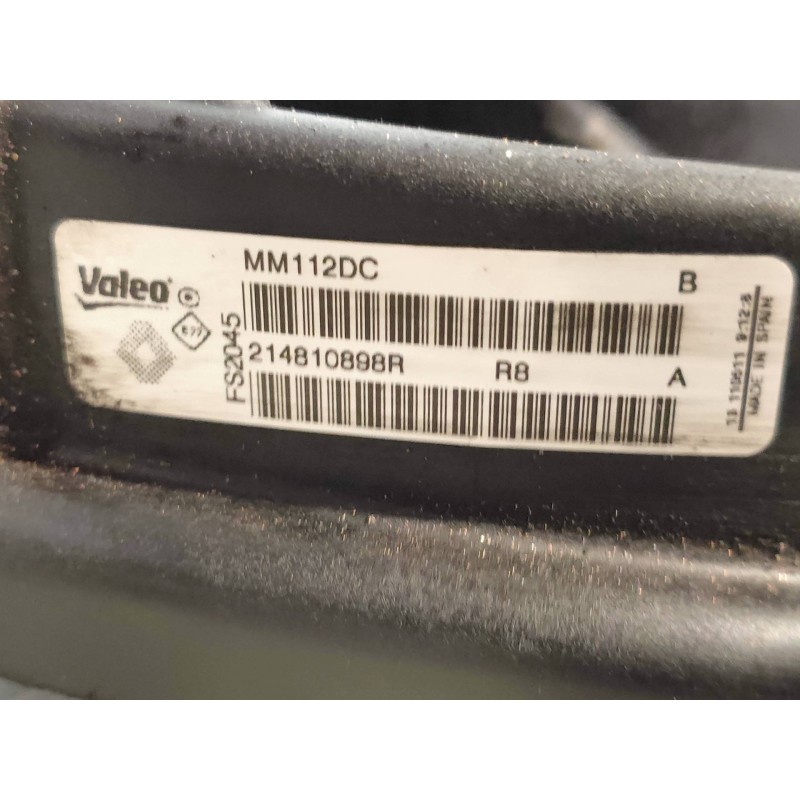 Valeo
MM112DC B
FS2045
214810898R R8 A
MADE IN SPAIN